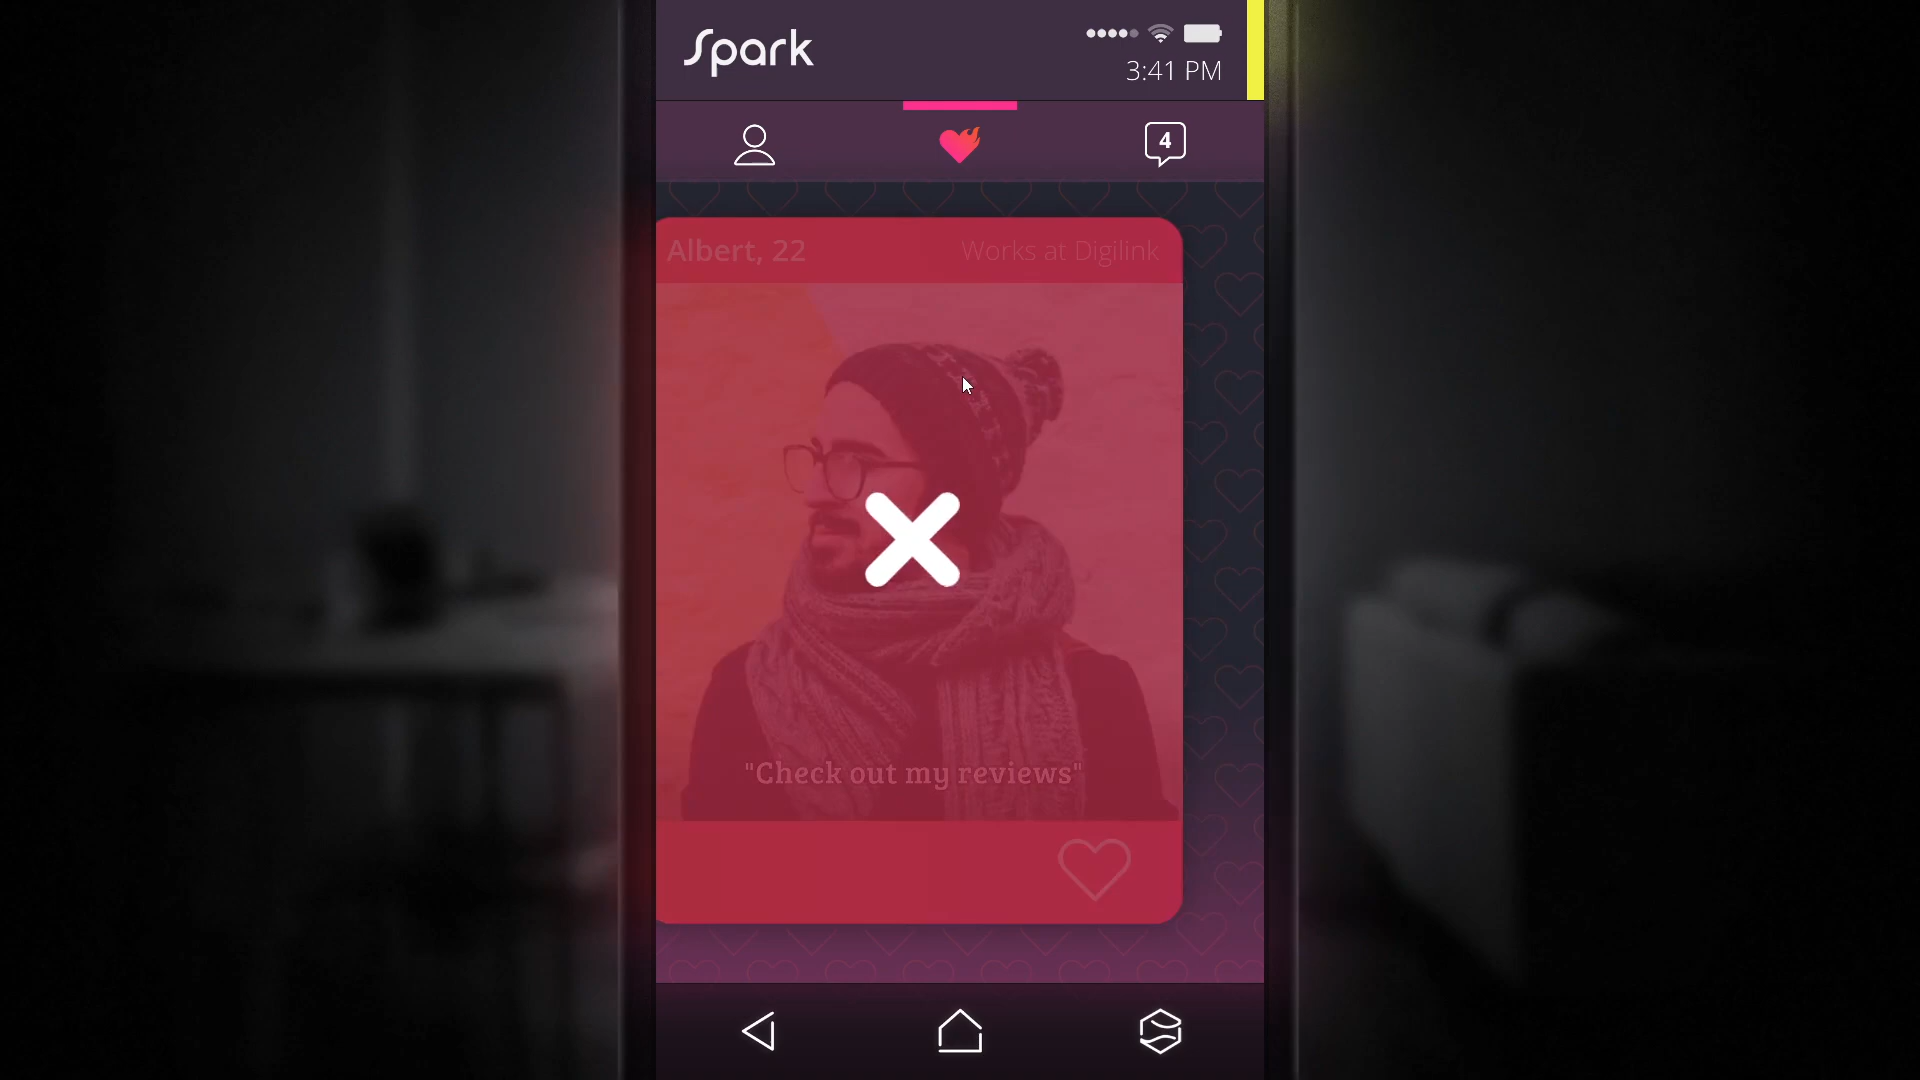 Spark
3:41 PM
4
Albert, 22
Works at Digilink
"Check out my reviews"